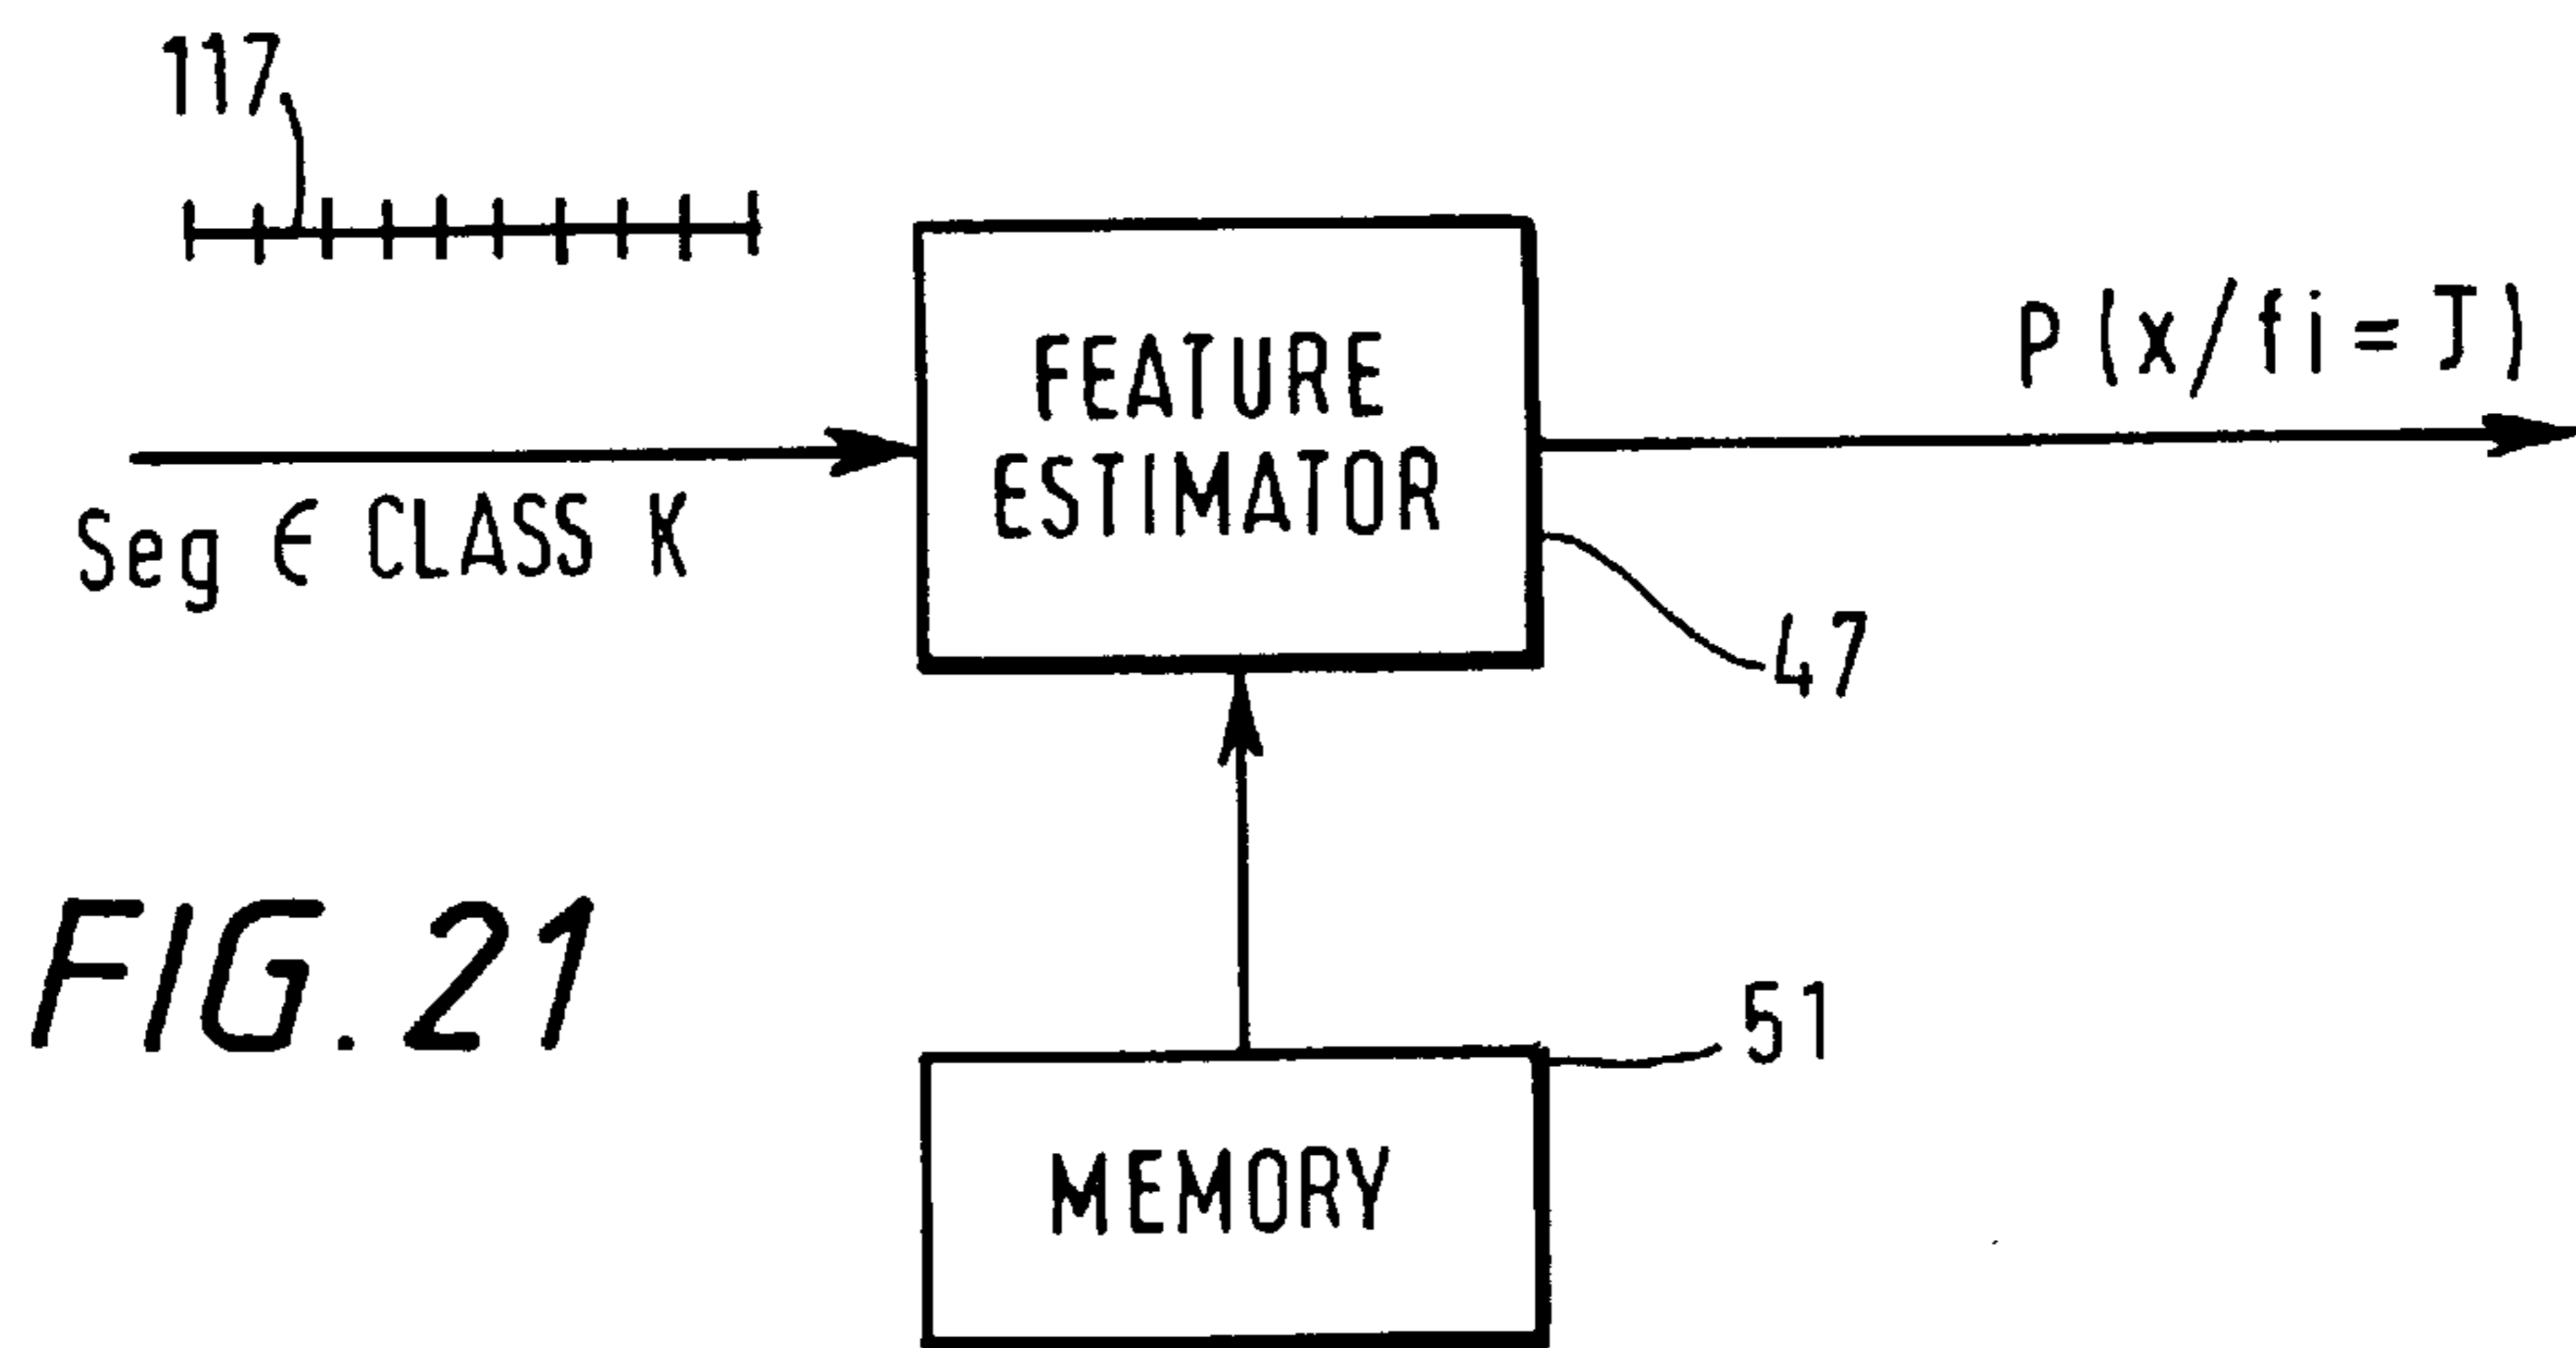 117
P(x/fi=J)
FEATURE
ESTIMATOR
Seg ϵ CLASS K
47
FIG.21
51
MEMORY